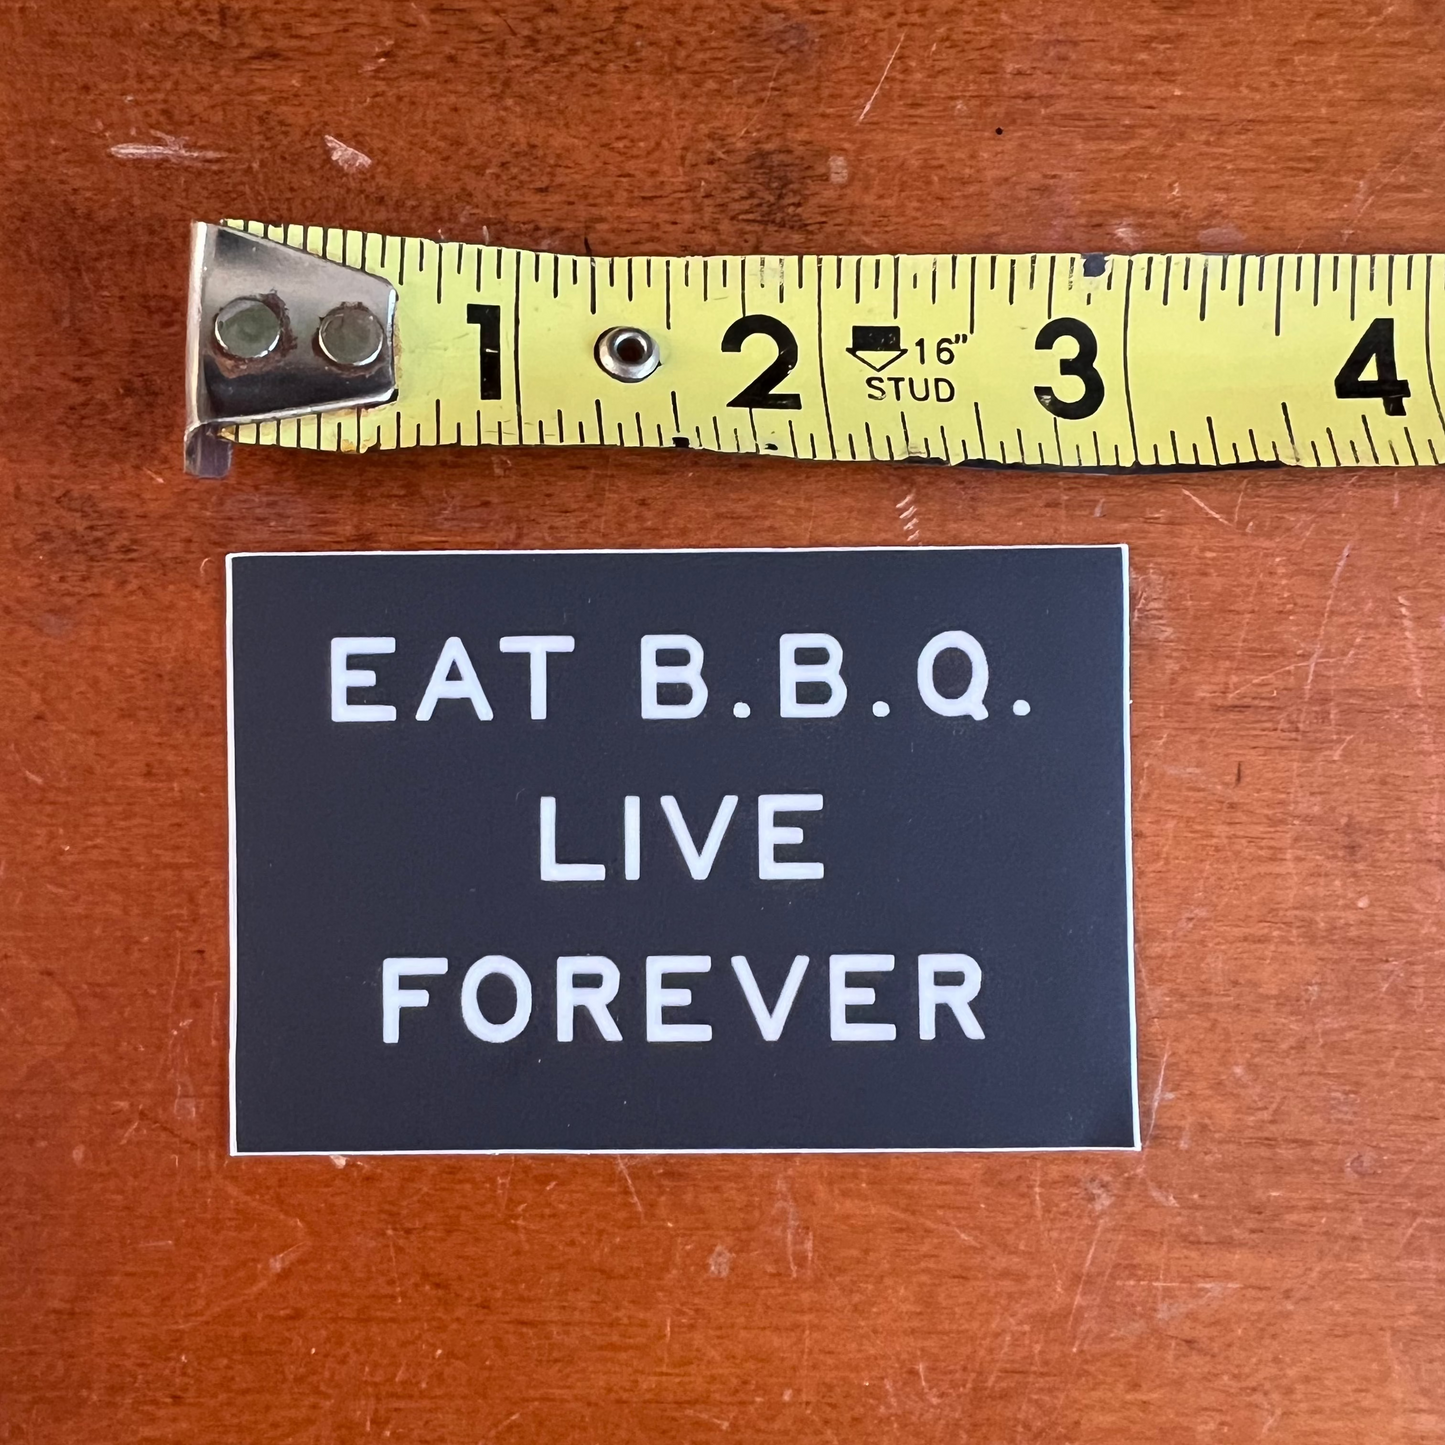 1 2 16" 3 4
STUD
EAT B.B.Q.
LIVE
FOREVER